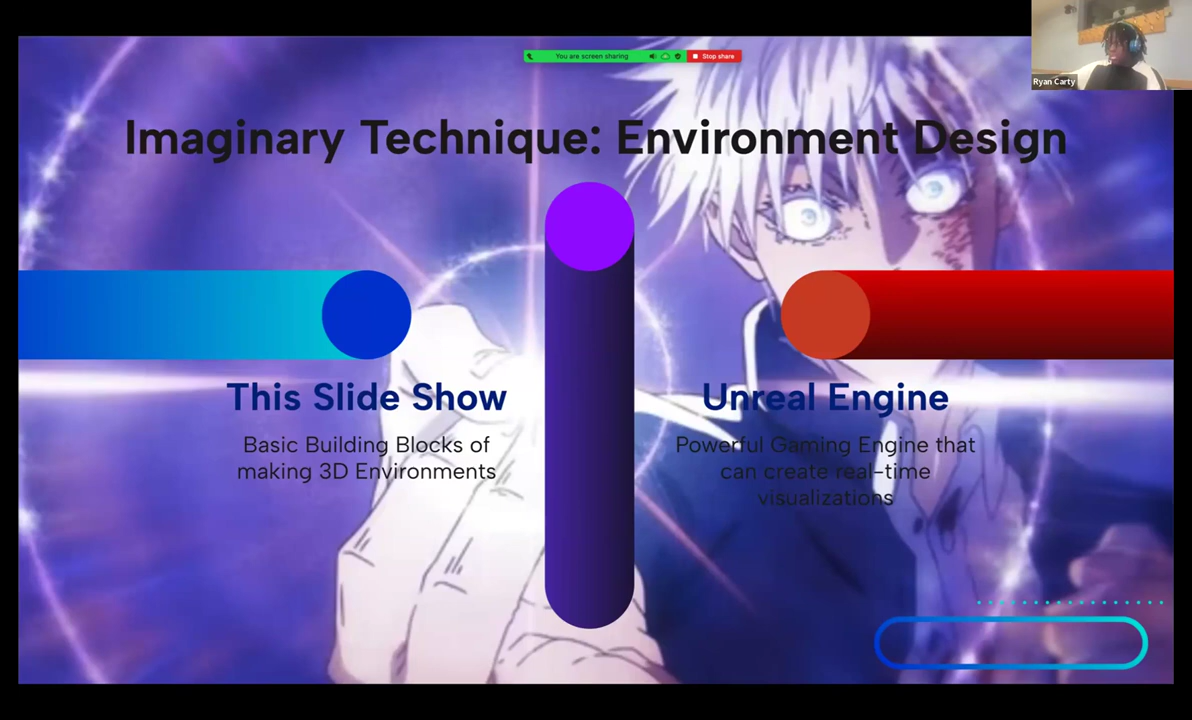 You are screen sharing
Stop share
Ryan Carty
Imaginary Technique: Environment Design
This Slide Show
Basic Building Blocks of
making 3D Environments
Unreal Engine
Powerful Gaming Engine that
can create real-time
visualizations